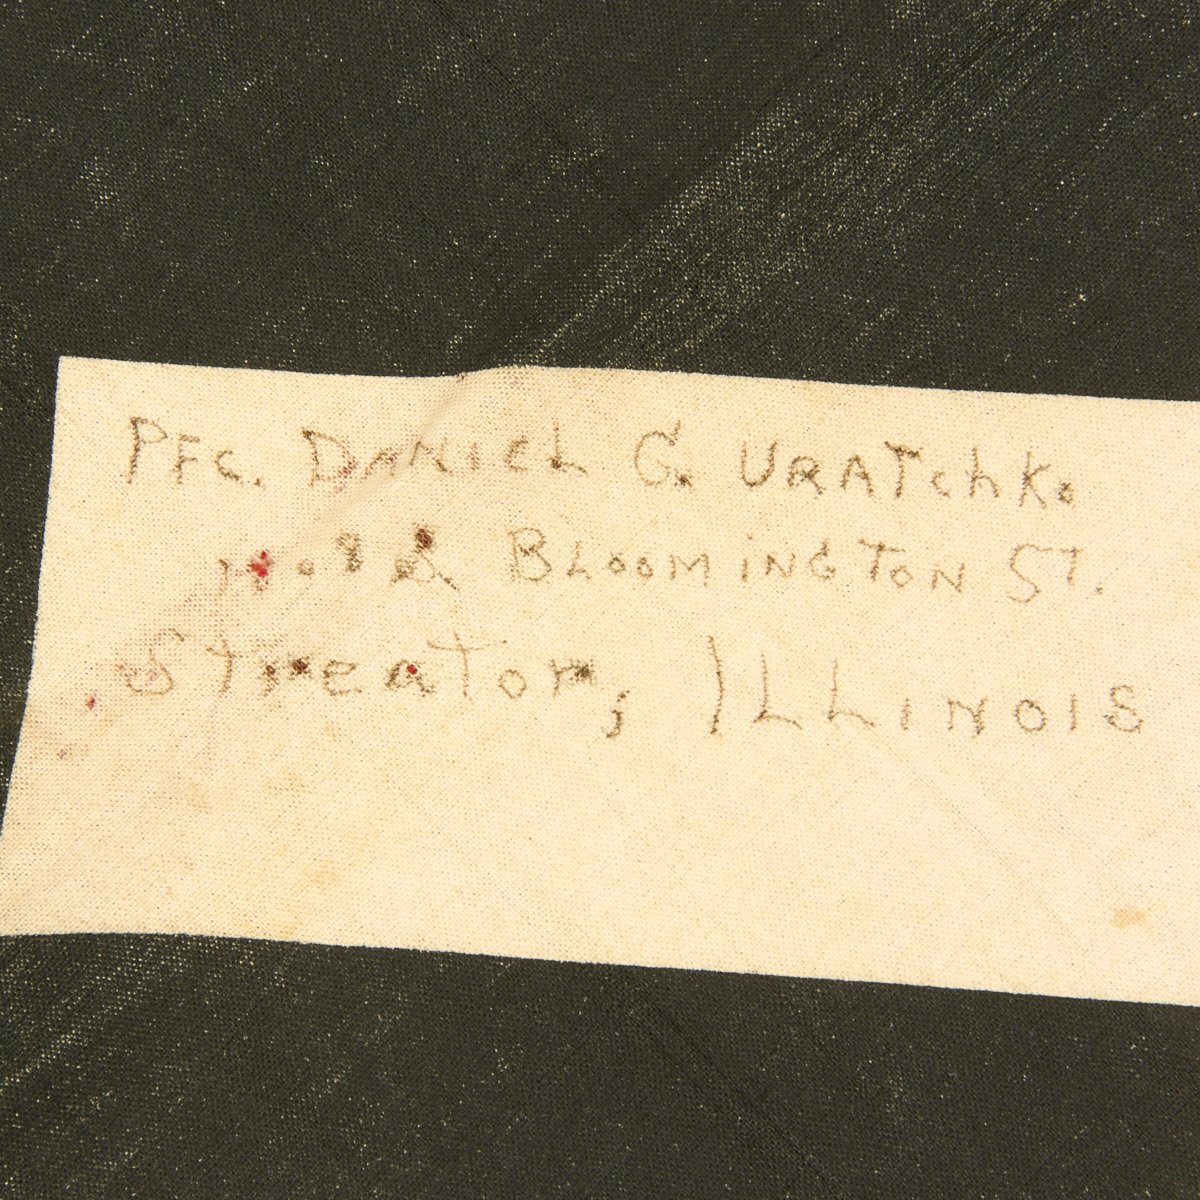 PFC. DANiEL G. URATchKo
BLOOMiNGTON ST.
Streator, ILLINOIS